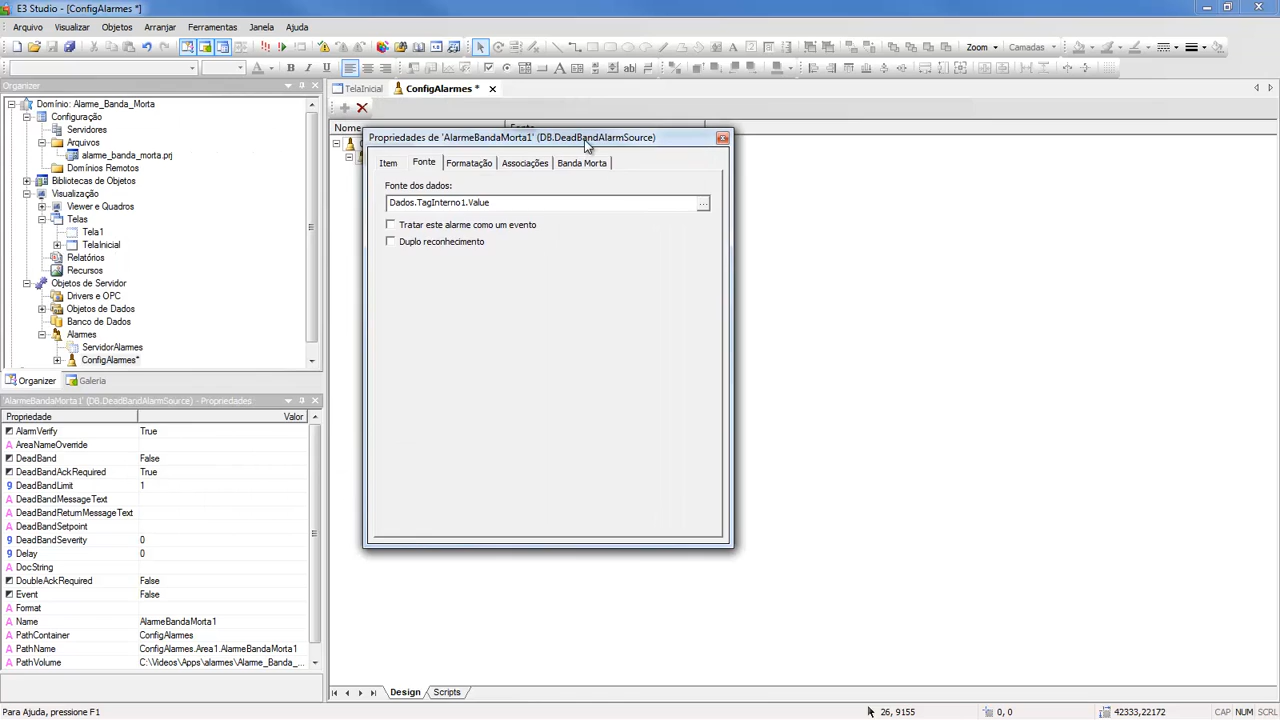 E3 Studio - [ConfigAlarmes *]
Arquivo Visualizar Objetos Arranjar Ferramentas Janela Ajuda
Zoom Camadas
Organizer
TelaInicial ConfigAlarmes *
Domínio: Alarme_Banda_Morta
Configuração
Servidores
Arquivos
alarme_banda_morta.prj
Domínios Remotos
Bibliotecas de Objetos
Visualização
Viewer e Quadros
Telas
Tela1
TelaInicial
Relatórios
Recursos
Objetos de Servidor
Drivers e OPC
Objetos de Dados
Banco de Dados
Alarmes
ServidorAlarmes
ConfigAlarmes*
Organizer Galeria
'AlarmeBandaMorta1' (DB.DeadBandAlarmSource) - Propriedades
Propriedade Valor
AlarmVerify True
AreaNameOverride
DeadBand False
DeadBandAckRequired True
DeadBandLimit 1
DeadBandMessageText
DeadBandReturnMessageText
DeadBandSetpoint
DeadBandSeverity 0
Delay 0
DocString
DoubleAckRequired False
Event False
Format
Name AlarmeBandaMorta1
PathContainer ConfigAlarmes
PathName ConfigAlarmes.Area1.AlarmeBandaMorta1
PathVolume C:\Videos\Apps\alarmes\Alarme_Banda_...
Nome Fonte
Propriedades de 'AlarmeBandaMorta1' (DB.DeadBandAlarmSource)
Item Fonte Formatação Associações Banda Morta
Fonte dos dados:
Dados.TagInterno1.Value ...
Tratar este alarme como um evento
Duplo reconhecimento
Design Scripts
Para Ajuda, pressione F1
26, 9155 0, 0 42333,22172 CAP NUM SCRL